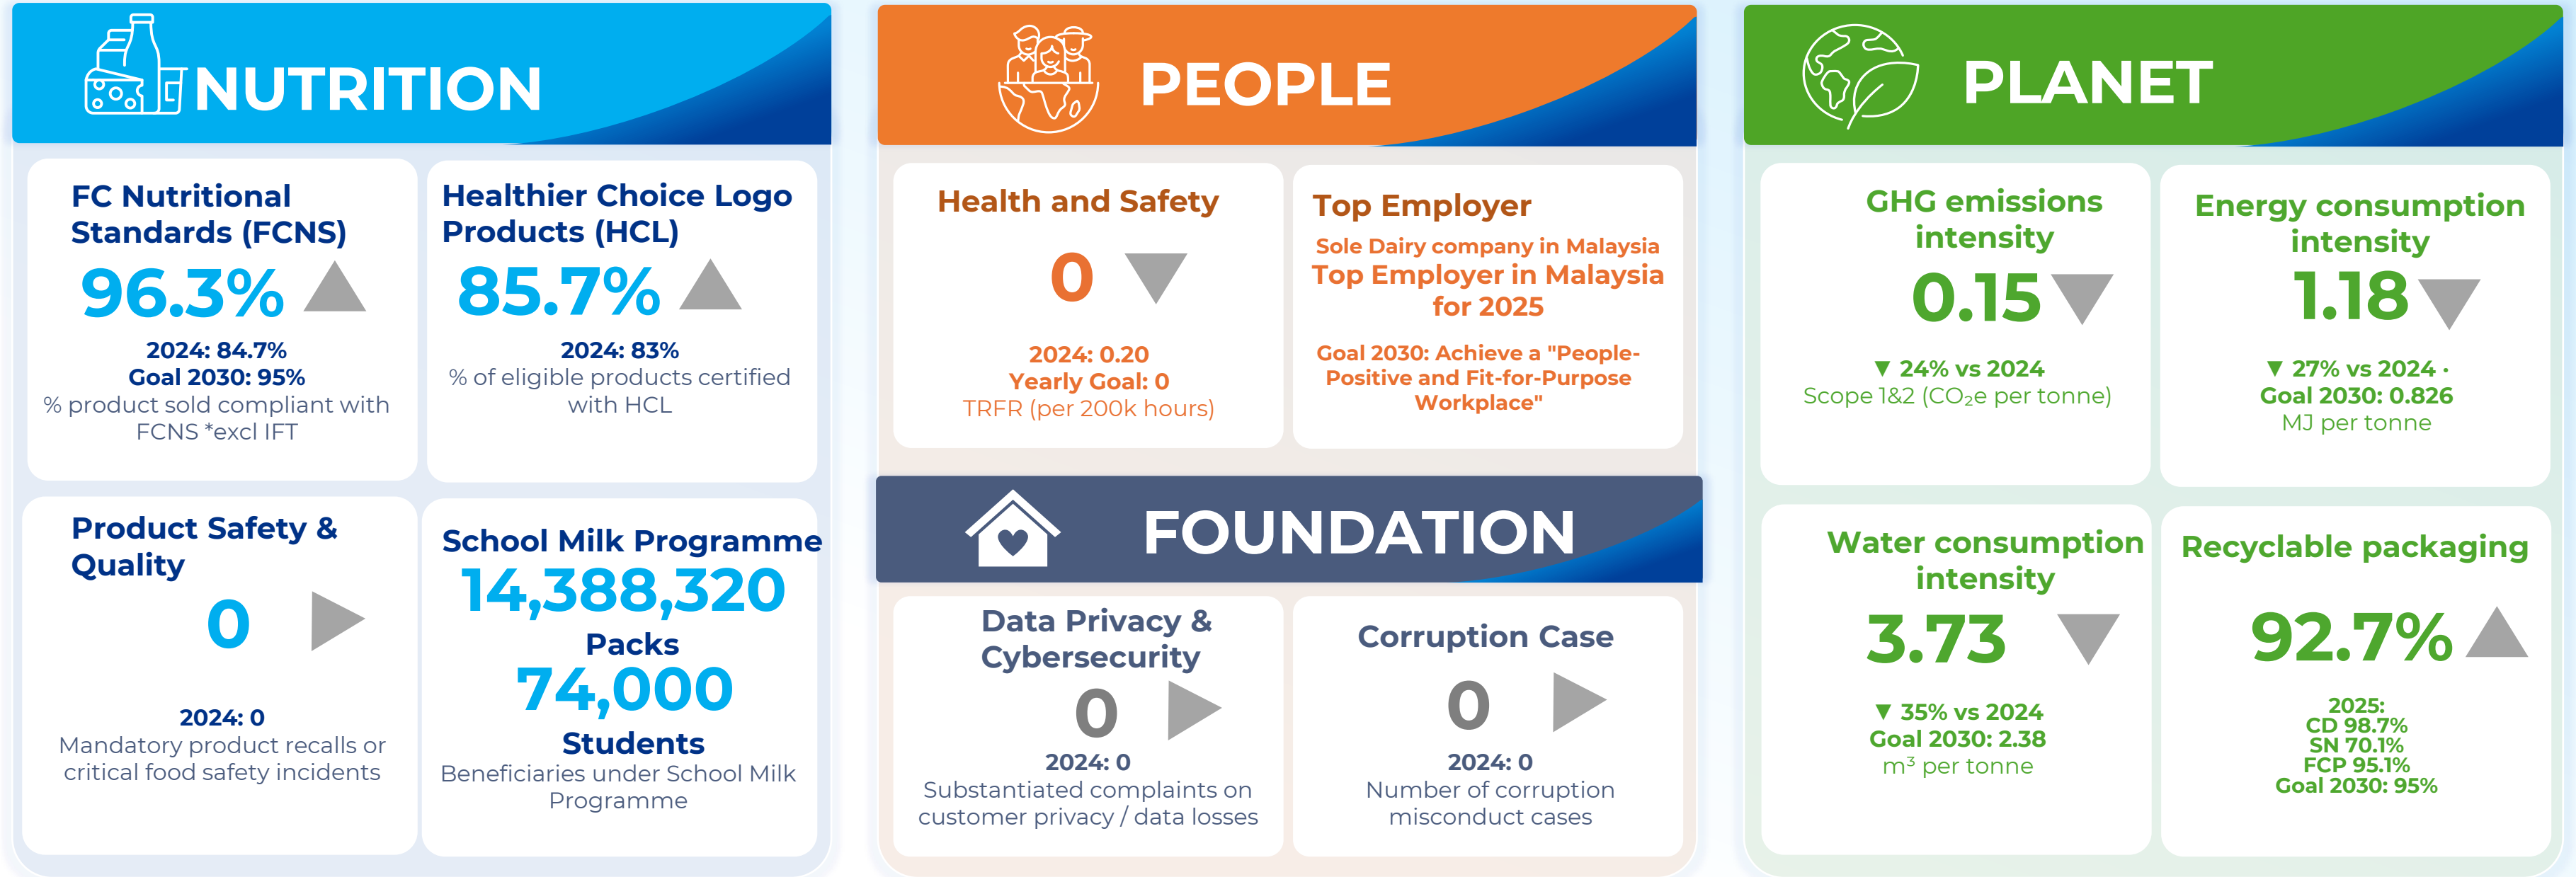 NUTRITION
FC Nutritional
Standards (FCNS)
96.3%
2024: 84.7%
Goal 2030: 95%
% product sold compliant with
FCNS *excl IFT
Healthier Choice Logo
Products (HCL)
85.7%
2024: 83%
% of eligible products certified
with HCL
Product Safety &
Quality
0
2024: 0
Mandatory product recalls or
critical food safety incidents
School Milk Programme
14,388,320
Packs
74,000
Students
Beneficiaries under School Milk
Programme
PEOPLE
Health and Safety
0
2024: 0.20
Yearly Goal: 0
TRFR (per 200k hours)
Top Employer
Sole Dairy company in Malaysia
Top Employer in Malaysia
for 2025
Goal 2030: Achieve a "People-
Positive and Fit-for-Purpose
Workplace"
FOUNDATION
Data Privacy &
Cybersecurity
0
2024: 0
Substantiated complaints on
customer privacy / data losses
Corruption Case
0
2024: 0
Number of corruption
misconduct cases
PLANET
GHG emissions
intensity
0.15
▼ 24% vs 2024
Scope 1&2 (CO₂e per tonne)
Energy consumption
intensity
1.18
▼ 27% vs 2024 ·
Goal 2030: 0.826
MJ per tonne
Water consumption
intensity
3.73
▼ 35% vs 2024
Goal 2030: 2.38
m³ per tonne
Recyclable packaging
92.7%
2025:
CD 98.7%
SN 70.1%
FCP 95.1%
Goal 2030: 95%